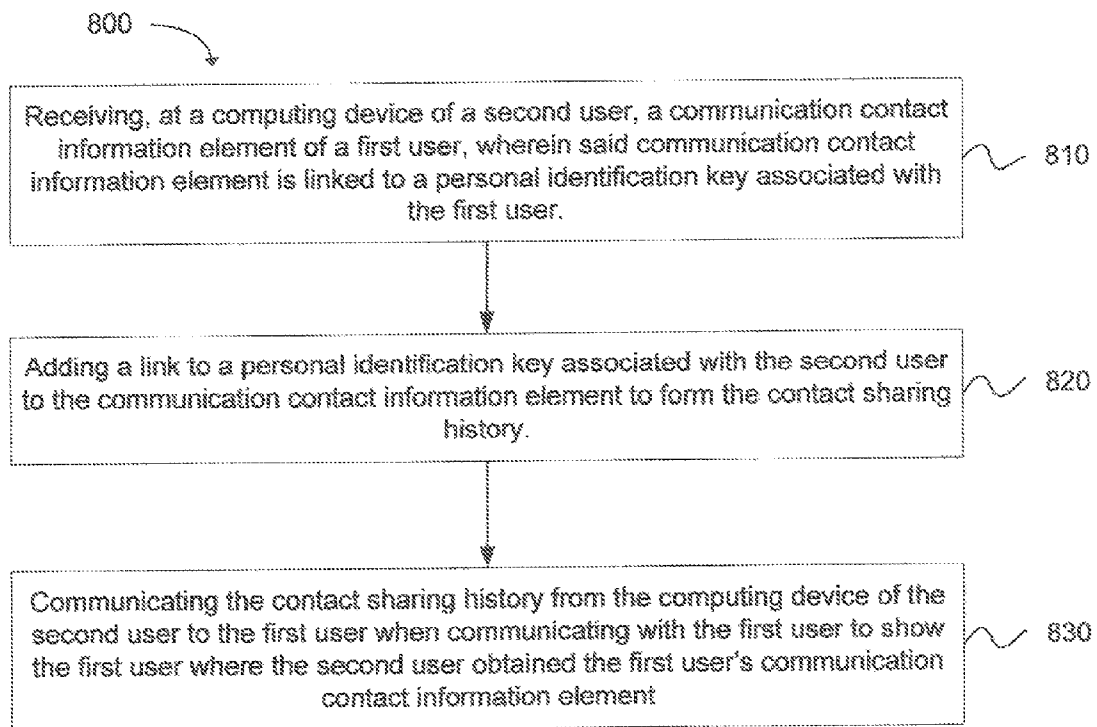 800
Receiving, at a computing device of a second user, a communication contact
information element of a first user, wherein said communication contact
information element is linked to a personal identification key associated with
the first user.
810
Adding a link to a personal identification key associated with the second user
to the communication contact information element to form the contact sharing
history.
820
Communicating the contact sharing history from the computing device of the
second user to the first user when communicating with the first user to show
the first user where the second user obtained the first user's communication
contact information element
830